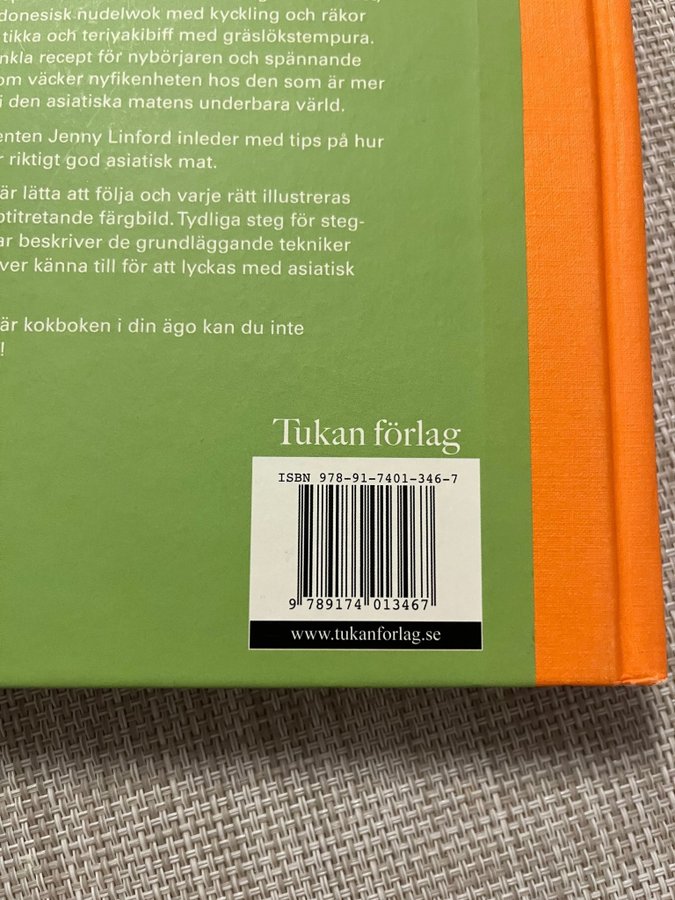 donesisk nudelwok med kyckling och räkor
tikka och teriyakibiff med gräslökstempura.
nkla recept för nybörjaren och spännande
om väcker nyfikenheten hos den som är mer
i den asiatiska matens underbara värld.
enten Jenny Linford inleder med tips på hur
r riktigt god asiatisk mat.
är lätta att följa och varje rätt illustreras
ptitretande färgbild. Tydliga steg för steg-
ar beskriver de grundläggande tekniker
ver känna till för att lyckas med asiatisk
är kokboken i din ägo kan du inte
!
Tukan förlag
ISBN 978-91-7401-346-7
9 789174 013467
www.tukanforlag.se